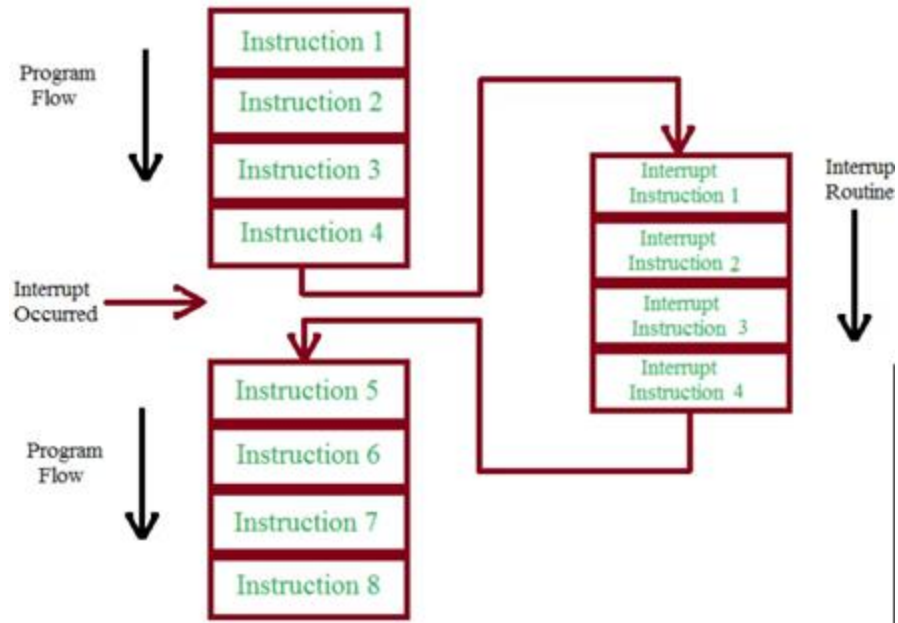 Program
Flow
Instruction 1
Instruction 2
Instruction 3
Instruction 4
Interrupt
Occurred
Interrupt
Instruction 1
Interrupt
Instruction 2
Interrupt
Instruction 3
Interrupt
Instruction 4
Interrup
Routine
Program
Flow
Instruction 5
Instruction 6
Instruction 7
Instruction 8